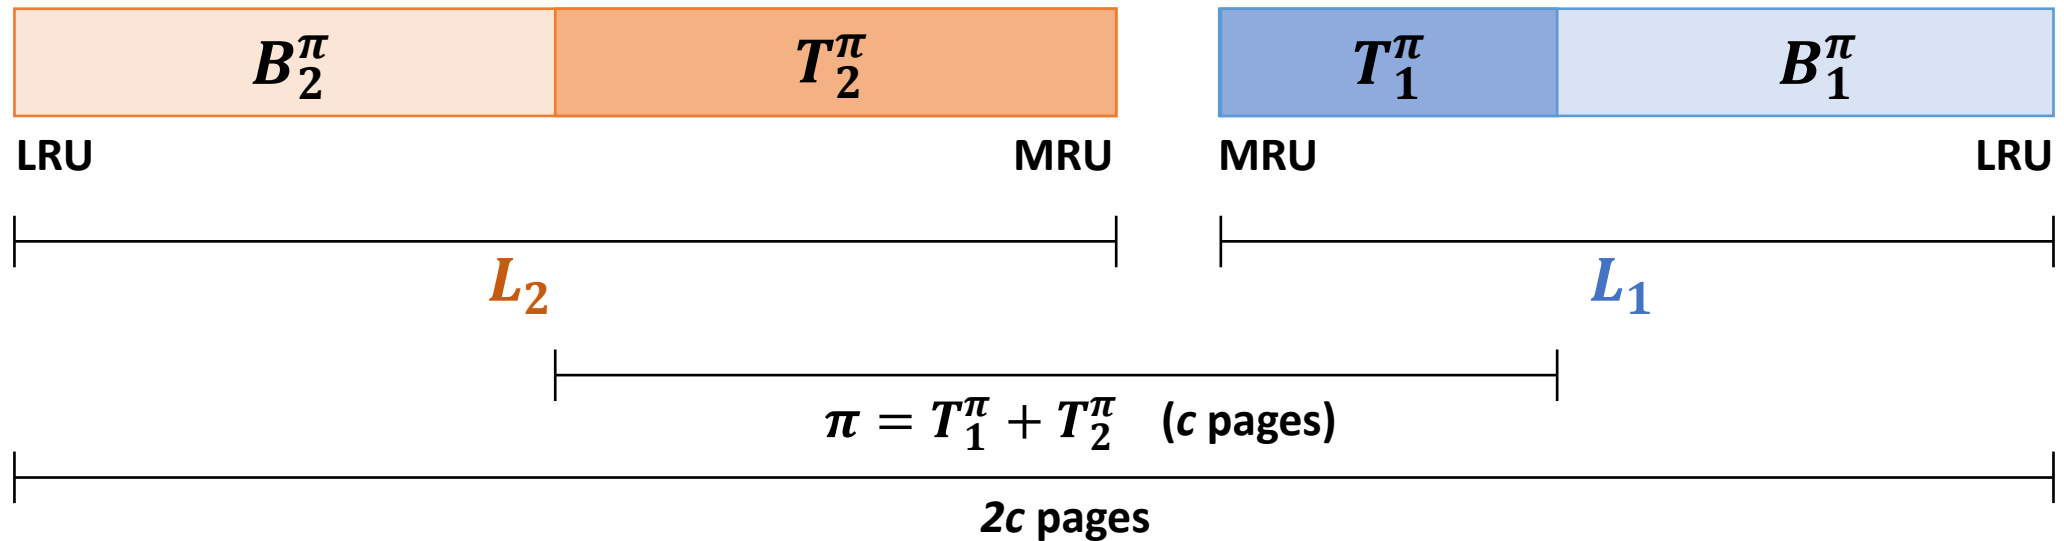 B₂^π T₂^π T₁^π B₁^π
LRU MRU MRU LRU
L₂ L₁
π = T₁^π + T₂^π (c pages)
2c pages